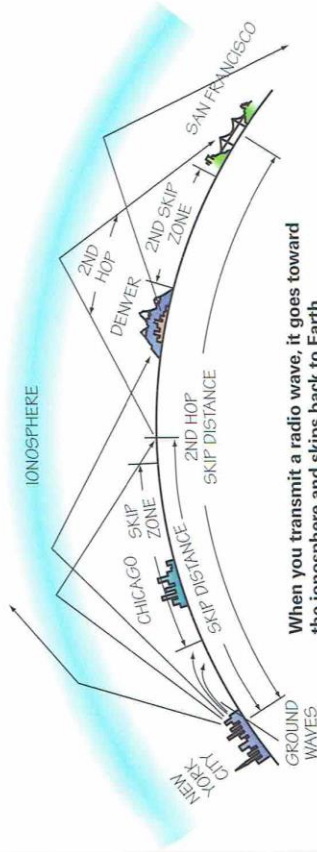 IONOSPHERE
NEW
YORK
CITY
GROUND
WAVES
CHICAGO
SKIP
ZONE
SKIP DISTANCE
2ND HOP
SKIP DISTANCE
DENVER
2ND
HOP
2ND SKIP
ZONE
SAN FRANCISCO
When you transmit a radio wave, it goes toward
the ionosphere and skips back to Earth